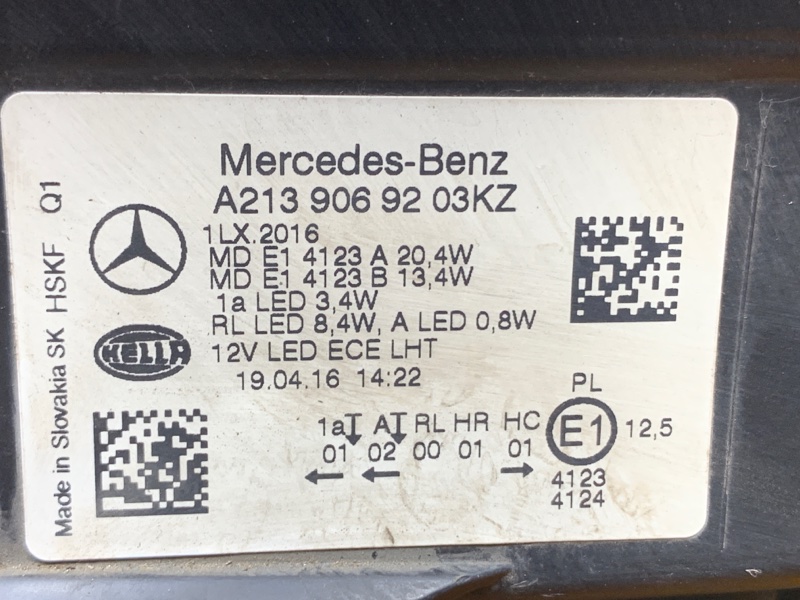 Mercedes-Benz
A213 906 92 03KZ
1LX.2016
MD E1 4123 A 20,4W
MD E1 4123 B 13,4W
1a LED 3,4W
RL LED 8,4W, A LED 0,8W
12V LED ECE LHT
19.04.16 14:22
HELLA
Made in Slovakia SK HSKF Q1
1a A RL HR HC
01 02 00 01 01
PL
E1 12,5
4123
4124